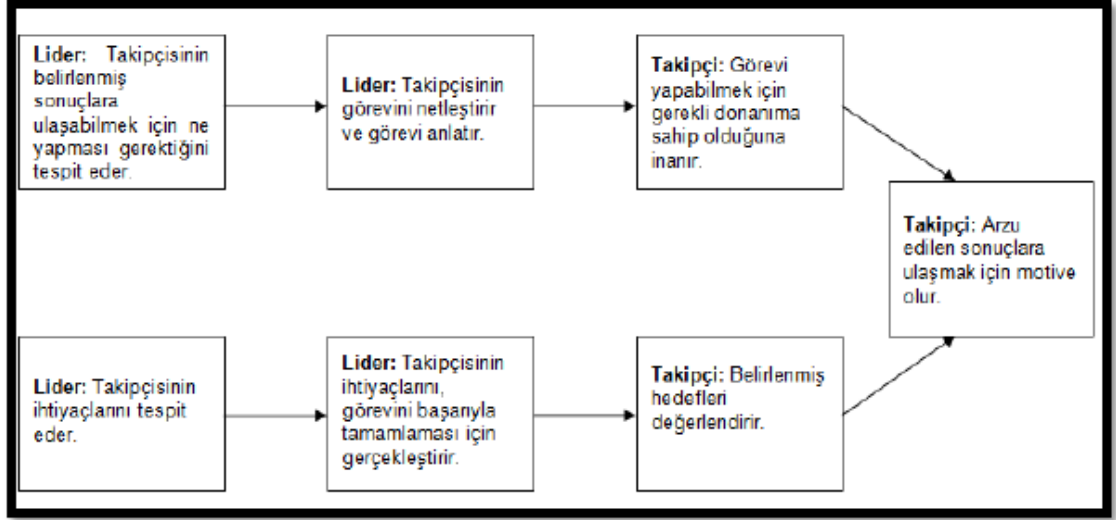 Lider: Takipçisinin
belirlenmiş
sonuçlara
ulaşabilmek için ne
yapması gerektiğini
tespit eder.
Lider: Takipçisinin
görevini netleştirir
ve görevi anlatır.
Takipçi: Görevi
yapabilmek için
gerekli donanıma
sahip olduğuna
inanır.
Takipçi: Arzu
edilen sonuçlara
ulaşmak için motive
olur.
Lider: Takipçisinin
ihtiyaçlarını tespit
eder.
Lider: Takipçisinin
ihtiyaçlarını,
görevini başarıyla
tamamlaması için
gerçekleştirir.
Takipçi: Belirlenmiş
hedefleri
değerlendirir.